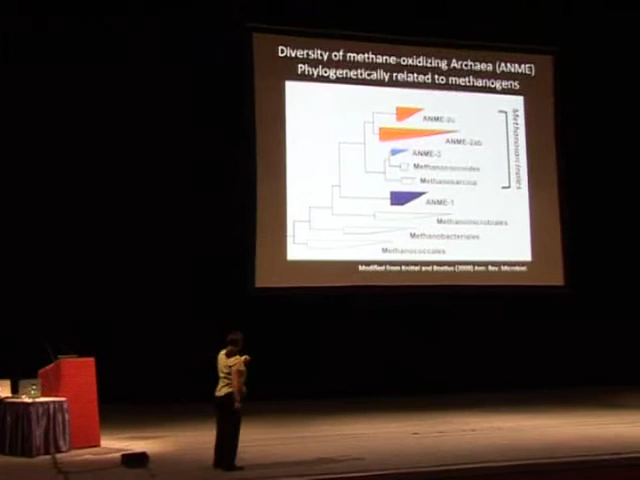 Diversity of methane-oxidizing Archaea (ANME)
Phylogenetically related to methanogens
ANME-2c
ANME-2ab
ANME-3
Methanococcoides
Methanosarcina
ANME-1
Methanomicrobiales
Methanobacteriales
Methanococcales
Methanosarcinales
Modified from Knittel and Boetius (2009) Ann. Rev. Microbiol.